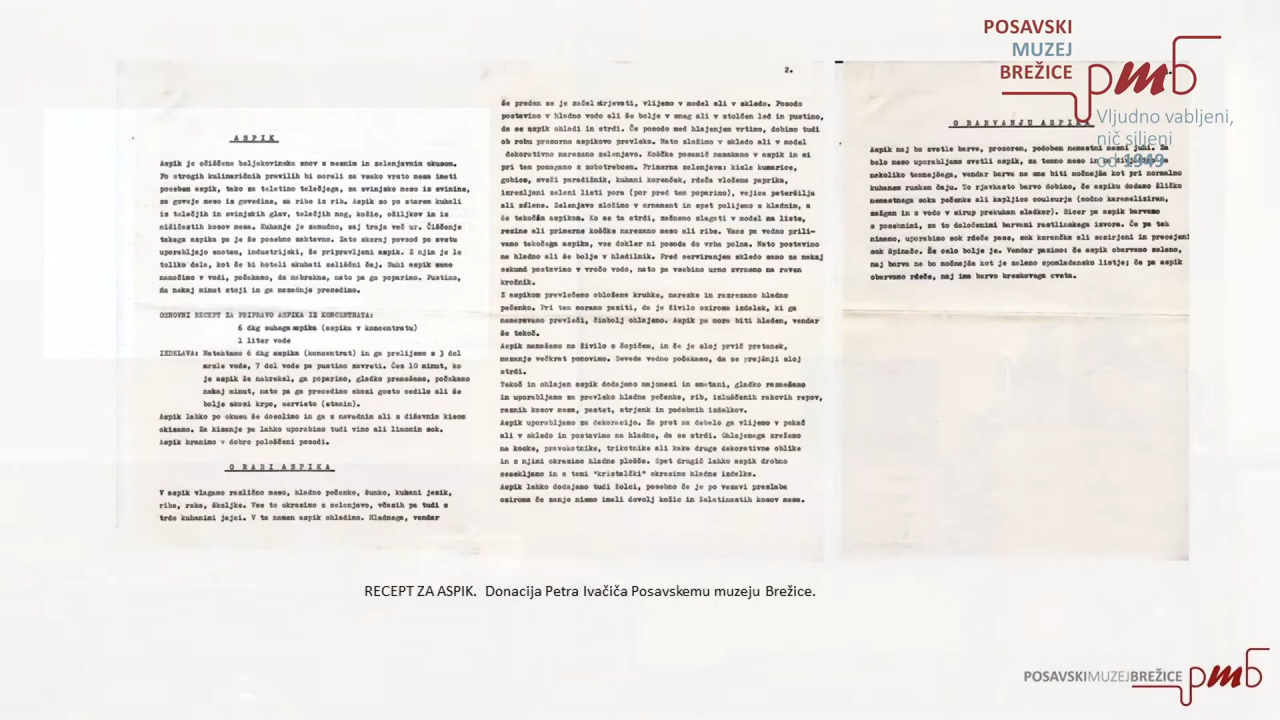 POSAVSKI
MUZEJ
BREŽICE
pmb
Vljudno vabljeni,
nič siljeni
od 1949
ASPIK
Aspik je očiščena beljakovinska snov z mesnim in zelenjavnim okusom.
Po strogih kulinaričnih pravilih bi morali za vsako vrsto mesa imeti
poseben aspik, tako za teletino telečjega, za svinjsko meso iz svinine,
za goveje meso iz govedine, za ribe iz rib. Aspik so po starem kuhali
iz telečjih in svinjskih glav, telečjih nog, kožic, ožiljkov in iz
mišičastih kosov mesa. Kuhanje je zamudno, saj traja več ur. Čiščenje
takega aspika pa je še posebno zahtevno. Zato skoraj povsod po svetu
uporabljajo enoten, industrijski, že pripravljeni aspik. Z njim je le
toliko dela, kot če bi hoteli skuhati zeliščni čaj. Suhi aspik samo
namočimo v vodi, počakamo, da nabrekne, nato pa ga poparimo. Pustimo,
da nekaj minut stoji in ga nazadnje precedimo.
OSNOVNI RECEPT ZA PRIPRAVO ASPIKA IZ KONCENTRATA:
6 dkg suhega aspika (aspika v koncentratu)
1 liter vode
IZDELAVA: Natehtamo 6 dkg aspika (koncentrat) in ga prelijemo s 3 dcl
mrzle vode, 7 dcl vode pa pustimo zavreti. Čez 10 minut, ko
je aspik že nabrekel, ga poparimo, gladko premešamo, počakamo
nekaj minut, nato pa ga precedimo skozi gosto cedilo ali še
bolje skozi krpo, servieto (etamin).
Aspik lahko po okusu še dosolimo in ga z navadnim ali z dišavnim kisom
okisamo. Za kisanje pa lahko uporabimo tudi vino ali limonin sok.
Aspik hranimo v dobro pološčeni posodi.
O RABI ASPIKA
V aspik vlagamo različno meso, hladno pečenko, šunko, kuhani jezik,
ribe, rake, školjke. Vse to okrasimo z zelenjavo, včasih pa tudi s
trdo kuhanimi jajci. V ta namen aspik ohladimo. Hladnega, vendar
2.
še preden se je začel strjevati, vlijemo v model ali v skledo. Posodo
postavimo v hladno vodo ali še bolje v sneg ali v stolčen led in pustimo,
da se aspik ohladi in strdi. Če posodo med hlajenjem vrtimo, dobimo tudi
ob robu prozorno aspikovo prevleko. Nato zložimo v skledo ali v model
dekorativno narezano zelenjavo. Koščke posamič namakamo v aspik in si
pri tem pomagamo z zobotrebcem. Primerna zelenjava: kisle kumarice,
gobice, sveži paradižnik, kuhani korenček, rdeča vložena paprika,
izrezljani zeleni listi pora (por pred tem poparimo), vejica peteršilja
ali zelene. Zelenjavo zložimo v ornament in spet polijemo s hladnim, a
še tekočim aspikom. Ko se ta strdi, začnemo zlagati v model na liste,
rezine ali primerne koščke narezano meso ali ribe. Vmes pa vedno prili-
vamo tekočega aspika, vse dokler ni posoda do vrha polna. Nato postavimo
na hladno ali še bolje v hladilnik. Pred serviranjem skledo samo za nekaj
sekund postavimo v vročo vodo, nato pa vsebino urno zvrnemo na raven
krožnik.
Z aspikom prevlečemo obložene kruhke, narezke in razrezano hladno
pečenko. Pri tem moramo paziti, da je živilo oziroma izdelek, ki ga
nameravamo prevleči, čimbolj ohlajeno. Aspik pa mora biti hladen, vendar
še tekoč.
Aspik nanašamo na živilo s čopičem, in če je sloj prvič pretanek,
mazanje večkrat ponovimo. Seveda vedno počakamo, da se prejšnji sloj
strdi.
Tekoč in ohlajen aspik dodajamo majonezi in smetani, gladko razmešamo
in uporabljamo za prevleko hladne pečenke, rib, izluščenih rakovih repov,
raznih kosov mesa, pastet, strjenk in podobnih izdelkov.
Aspik uporabljamo za dekoracijo. Za prst na debelo ga vlijemo v pekač
ali v skledo in postavimo na hladno, da se strdi. Ohlajenega zrežemo
na kocke, pravokotnike, trikotnike ali kake druge dekorativne oblike
in z njimi okrasimo hladne plošče. Spet drugič lahko aspik drobno
sesekljamo in s temi "kristalčki" okrasimo hladne izdelke.
Aspik lahko dodajamo tudi žolci, posebno če je po vezavi preslaba
oziroma če zanjo nismo imeli dovolj kožic in želatinastih kosov mesa.
O BARVANJU ASPIKA
Aspik naj bo svetle barve, prozoren, podoben nemastni mesni juhi. Za
belo meso uporabljamo svetli aspik, za temno meso in
nekoliko temnejšega, vendar barva ne sme biti močnejša kot pri normalno
kuhanem ruskem čaju. To rjavkasto barvo dobimo, če aspiku dodamo žličko
nemastnega soka pečenke ali kapljico couleurja (močno karameliziran,
mažgan in z vodo v sirup prekuhan sladkor). Sicer pa aspik barvamo
s posebnimi, za to določenimi barvami rastlinskega izvora. Če pa teh
nimamo, uporabimo sok rdeče pese, sok korenčka ali nasirjeni in precejeni
sok špinače. Še celo bolje je. Vendar pazimo: če aspik obarvamo zeleno,
naj barva ne bo močnejša kot je zeleno spomladansko listje; če pa aspik
obarvamo rdeče, naj ima barvo breskovega cveta.
RECEPT ZA ASPIK. Donacija Petra Ivačiča Posavskemu muzeju Brežice.
POSAVSKIMUZEJBREŽICE pmb